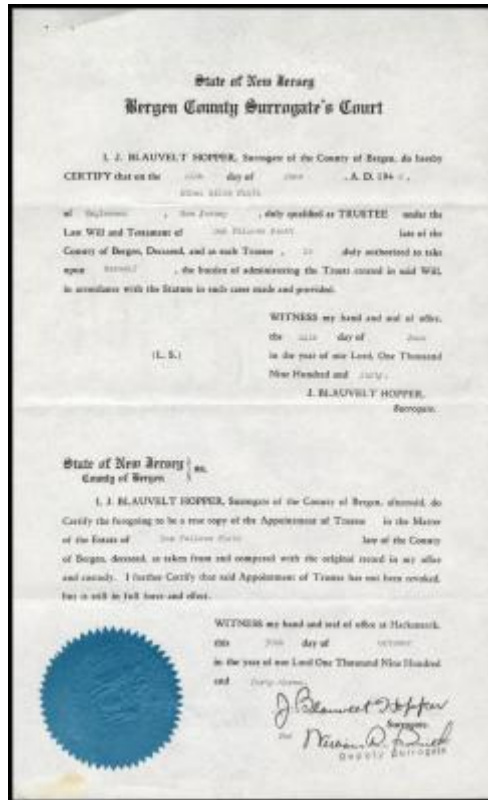 State of New Jersey
Bergen County Surrogate's Court
I, J. BLAUVELT HOPPER, Surrogate of the County of Bergen, do hereby
CERTIFY that on the day of June , A. D. 194
of , New Jersey , duly qualified as TRUSTEE under the
Last Will and Testament of late of the
County of Bergen, Deceased, and as such Trustee , is duly authorized to take
upon herself , the burden of administering the Trusts created in said Will,
in accordance with the Statute in such case made and provided.
WITNESS my hand and seal of office,
the day of June
(L. S.) in the year of our Lord, One Thousand
Nine Hundred and forty.
J. BLAUVELT HOPPER,
Surrogate.
State of New Jersey
County of Bergen } ss.
I, J. BLAUVELT HOPPER, Surrogate of the County of Bergen, aforesaid, do
Certify the foregoing to be a true copy of the Appointment of Trustee in the Matter
of the Estate of late of the County
of Bergen, deceased, as taken from and compared with the original record in my office
and custody. I further Certify that said Appointment of Trustee has not been revoked,
but is still in full force and effect.
WITNESS my hand and seal of office at Hackensack,
this day of October
in the year of our Lord One Thousand Nine Hundred
and
J. Blauvelt Hopper
Surrogate.
Deputy Surrogate